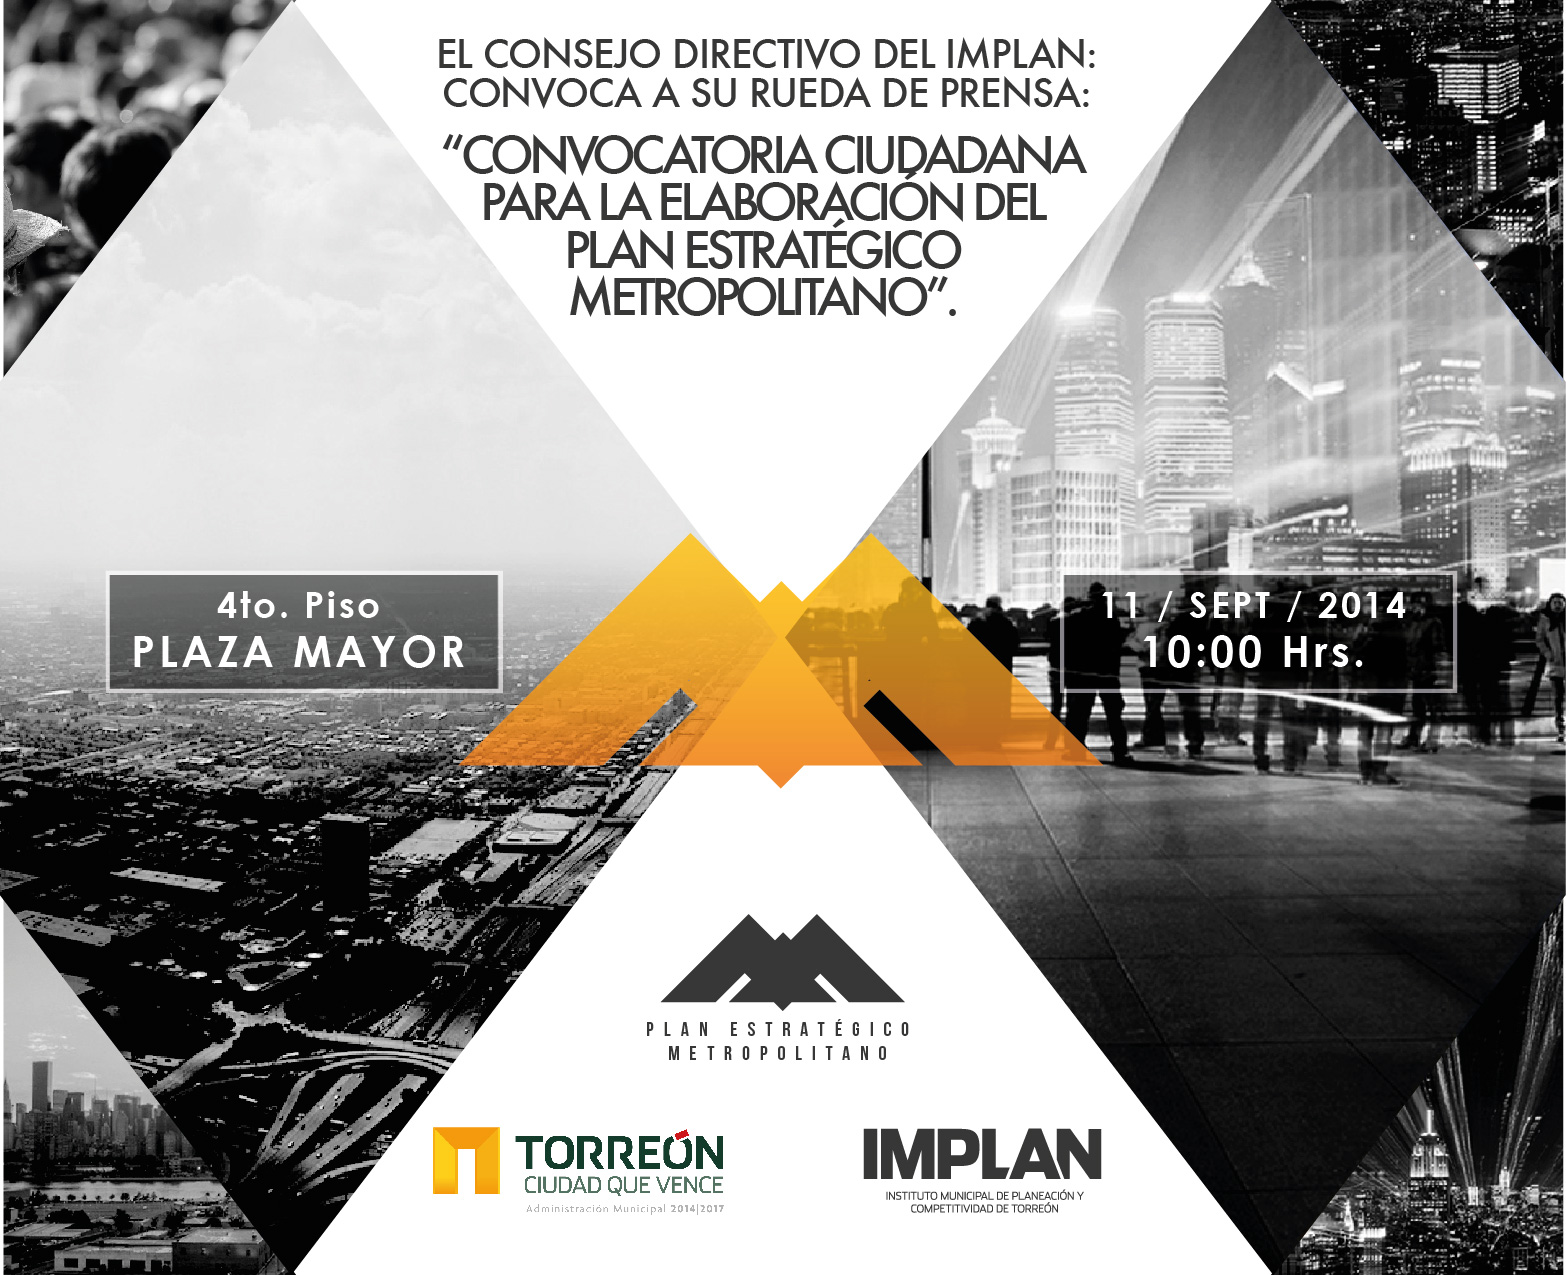 EL CONSEJO DIRECTIVO DEL IMPLAN:
CONVOCA A SU RUEDA DE PRENSA:
“CONVOCATORIA CIUDADANA
PARA LA ELABORACIÓN DEL
PLAN ESTRATÉGICO
METROPOLITANO”.
4to. Piso
PLAZA MAYOR
11 / SEPT / 2014
10:00 Hrs.
PLAN ESTRATÉGICO
METROPOLITANO
TORREÓN
CIUDAD QUE VENCE
Administración Municipal 2014|2017
IMPLAN
INSTITUTO MUNICIPAL DE PLANEACIÓN Y
COMPETITIVIDAD DE TORREÓN